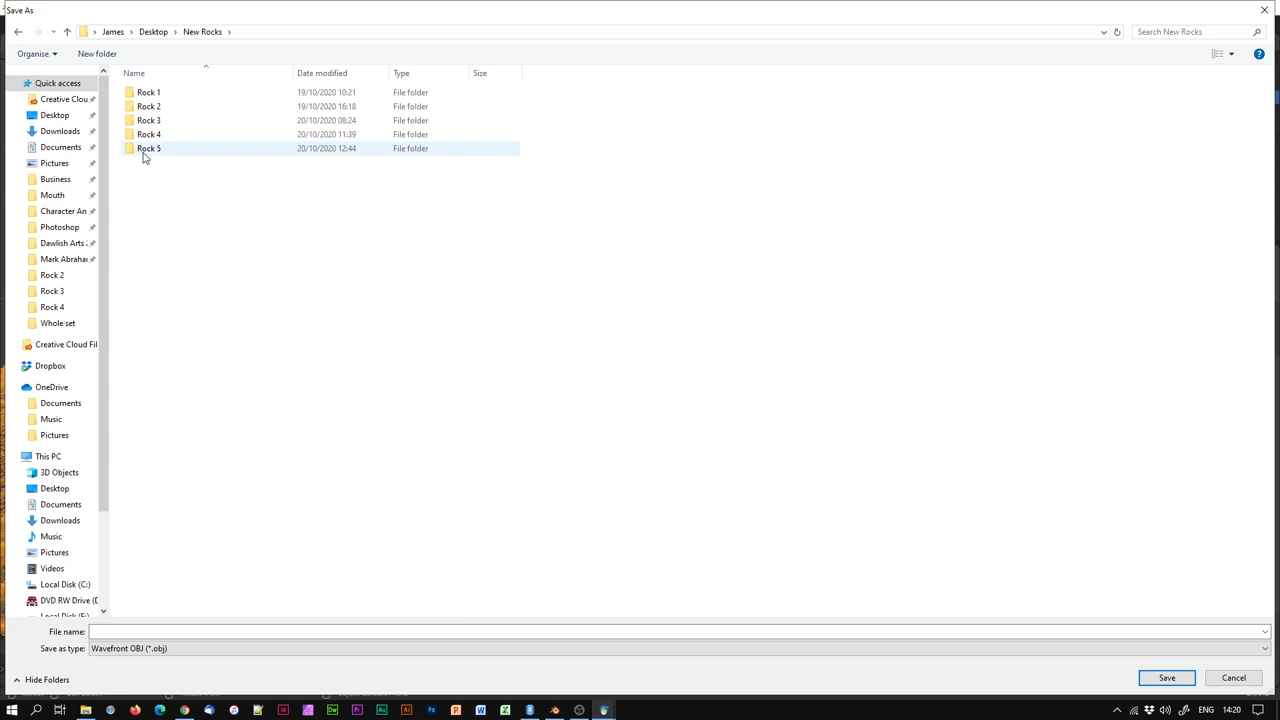 Save As
James Desktop New Rocks
Search New Rocks
Organise
New folder
Name Date modified Type Size
Rock 1 19/10/2020 10:21 File folder
Rock 2 19/10/2020 16:18 File folder
Rock 3 20/10/2020 08:24 File folder
Rock 4 20/10/2020 11:39 File folder
Rock 5 20/10/2020 12:44 File folder
Quick access
Creative Clou
Desktop
Downloads
Documents
Pictures
Business
Mouth
Character An
Photoshop
Dawlish Arts
Mark Abrahar
Rock 2
Rock 3
Rock 4
Whole set
Creative Cloud Fil
Dropbox
OneDrive
Documents
Music
Pictures
This PC
3D Objects
Desktop
Documents
Downloads
Music
Pictures
Videos
Local Disk (C:)
DVD RW Drive (D
File name:
Save as type: Wavefront OBJ (*.obj)
Hide Folders
Save Cancel
ENG 14:20